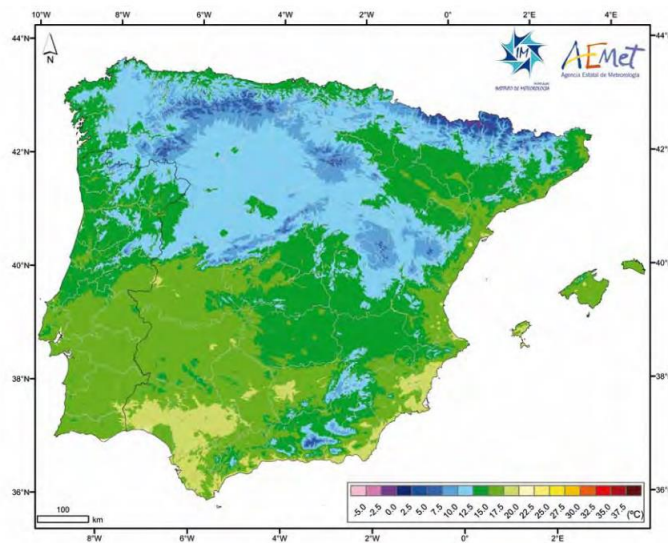 10°W 8°W 6°W 4°W 2°W 0° 2°E 4°E
44°N 44°N
N
IM
INSTITUTO DE METEOROLOGIA
AEMet
Agencia Estatal de Meteorología
42°N 42°N
40°N 40°N
38°N 38°N
36°N 36°N
-5.0 -2.5 0.0 2.5 5.0 7.5 10.0 12.5 15.0 17.5 20.0 22.5 25.0 27.5 30.0 32.5 35.0 37.5 (°C)
100
km
8°W 6°W 4°W 2°W 0° 2°E